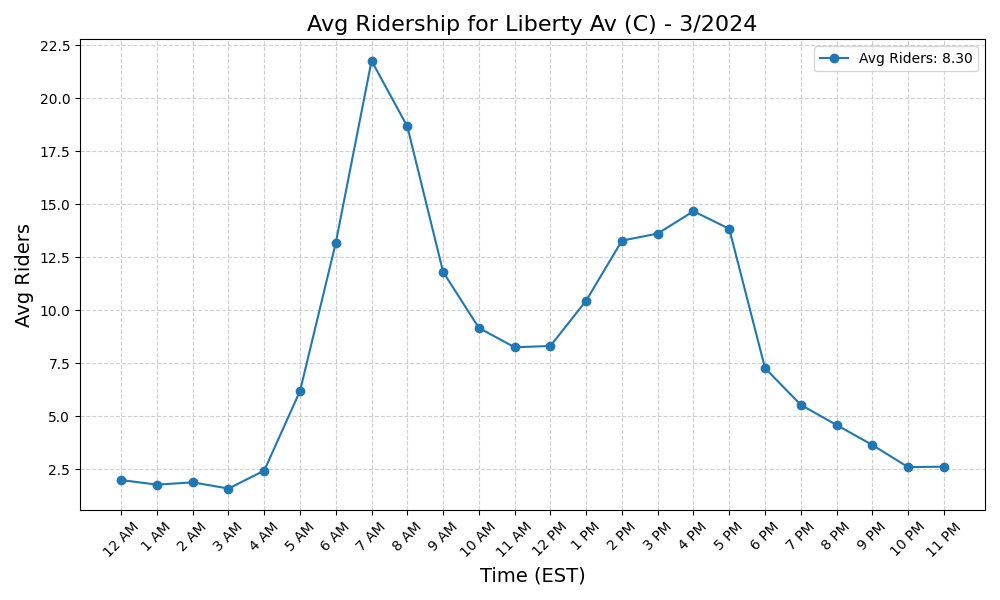 Avg Ridership for Liberty Av (C) - 3/2024
Avg Riders: 8.30
Avg Riders
22.5
20.0
17.5
15.0
12.5
10.0
7.5
5.0
2.5
12 AM
1 AM
2 AM
3 AM
4 AM
5 AM
6 AM
7 AM
8 AM
9 AM
10 AM
11 AM
12 PM
1 PM
2 PM
3 PM
4 PM
5 PM
6 PM
7 PM
8 PM
9 PM
10 PM
11 PM
Time (EST)